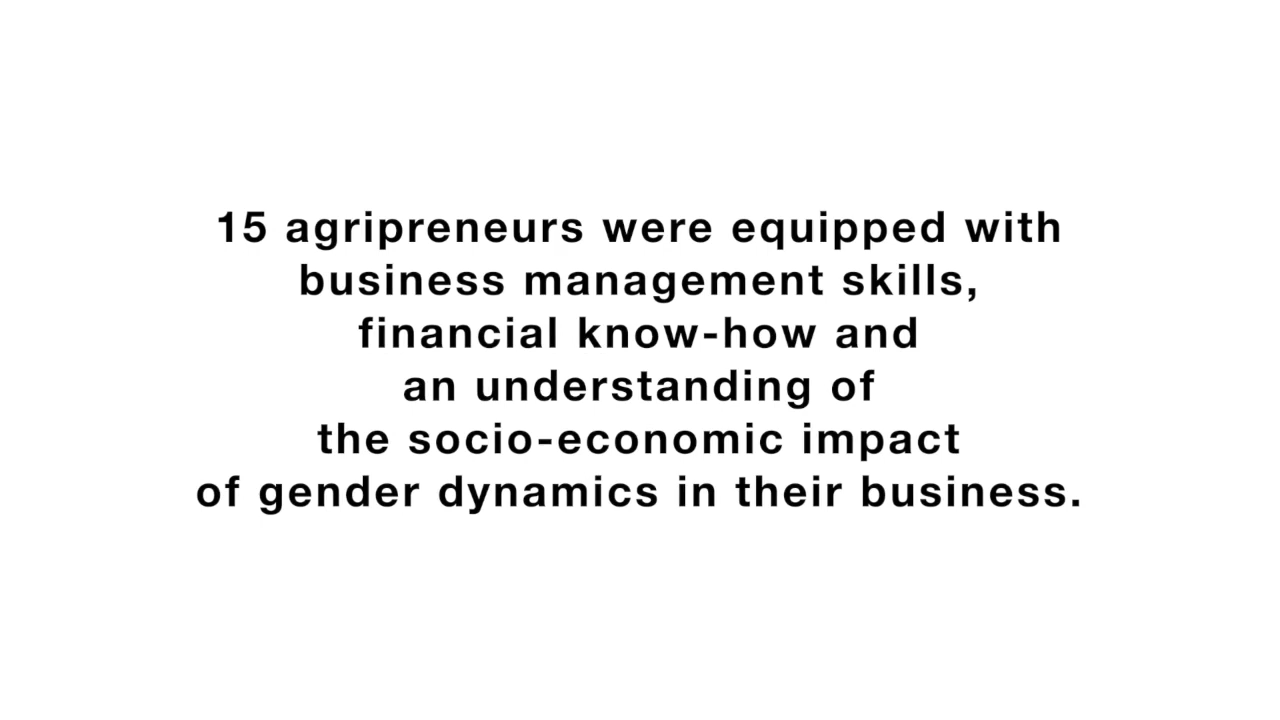 15 agripreneurs were equipped with
business management skills,
financial know-how and
an understanding of
the socio-economic impact
of gender dynamics in their business.